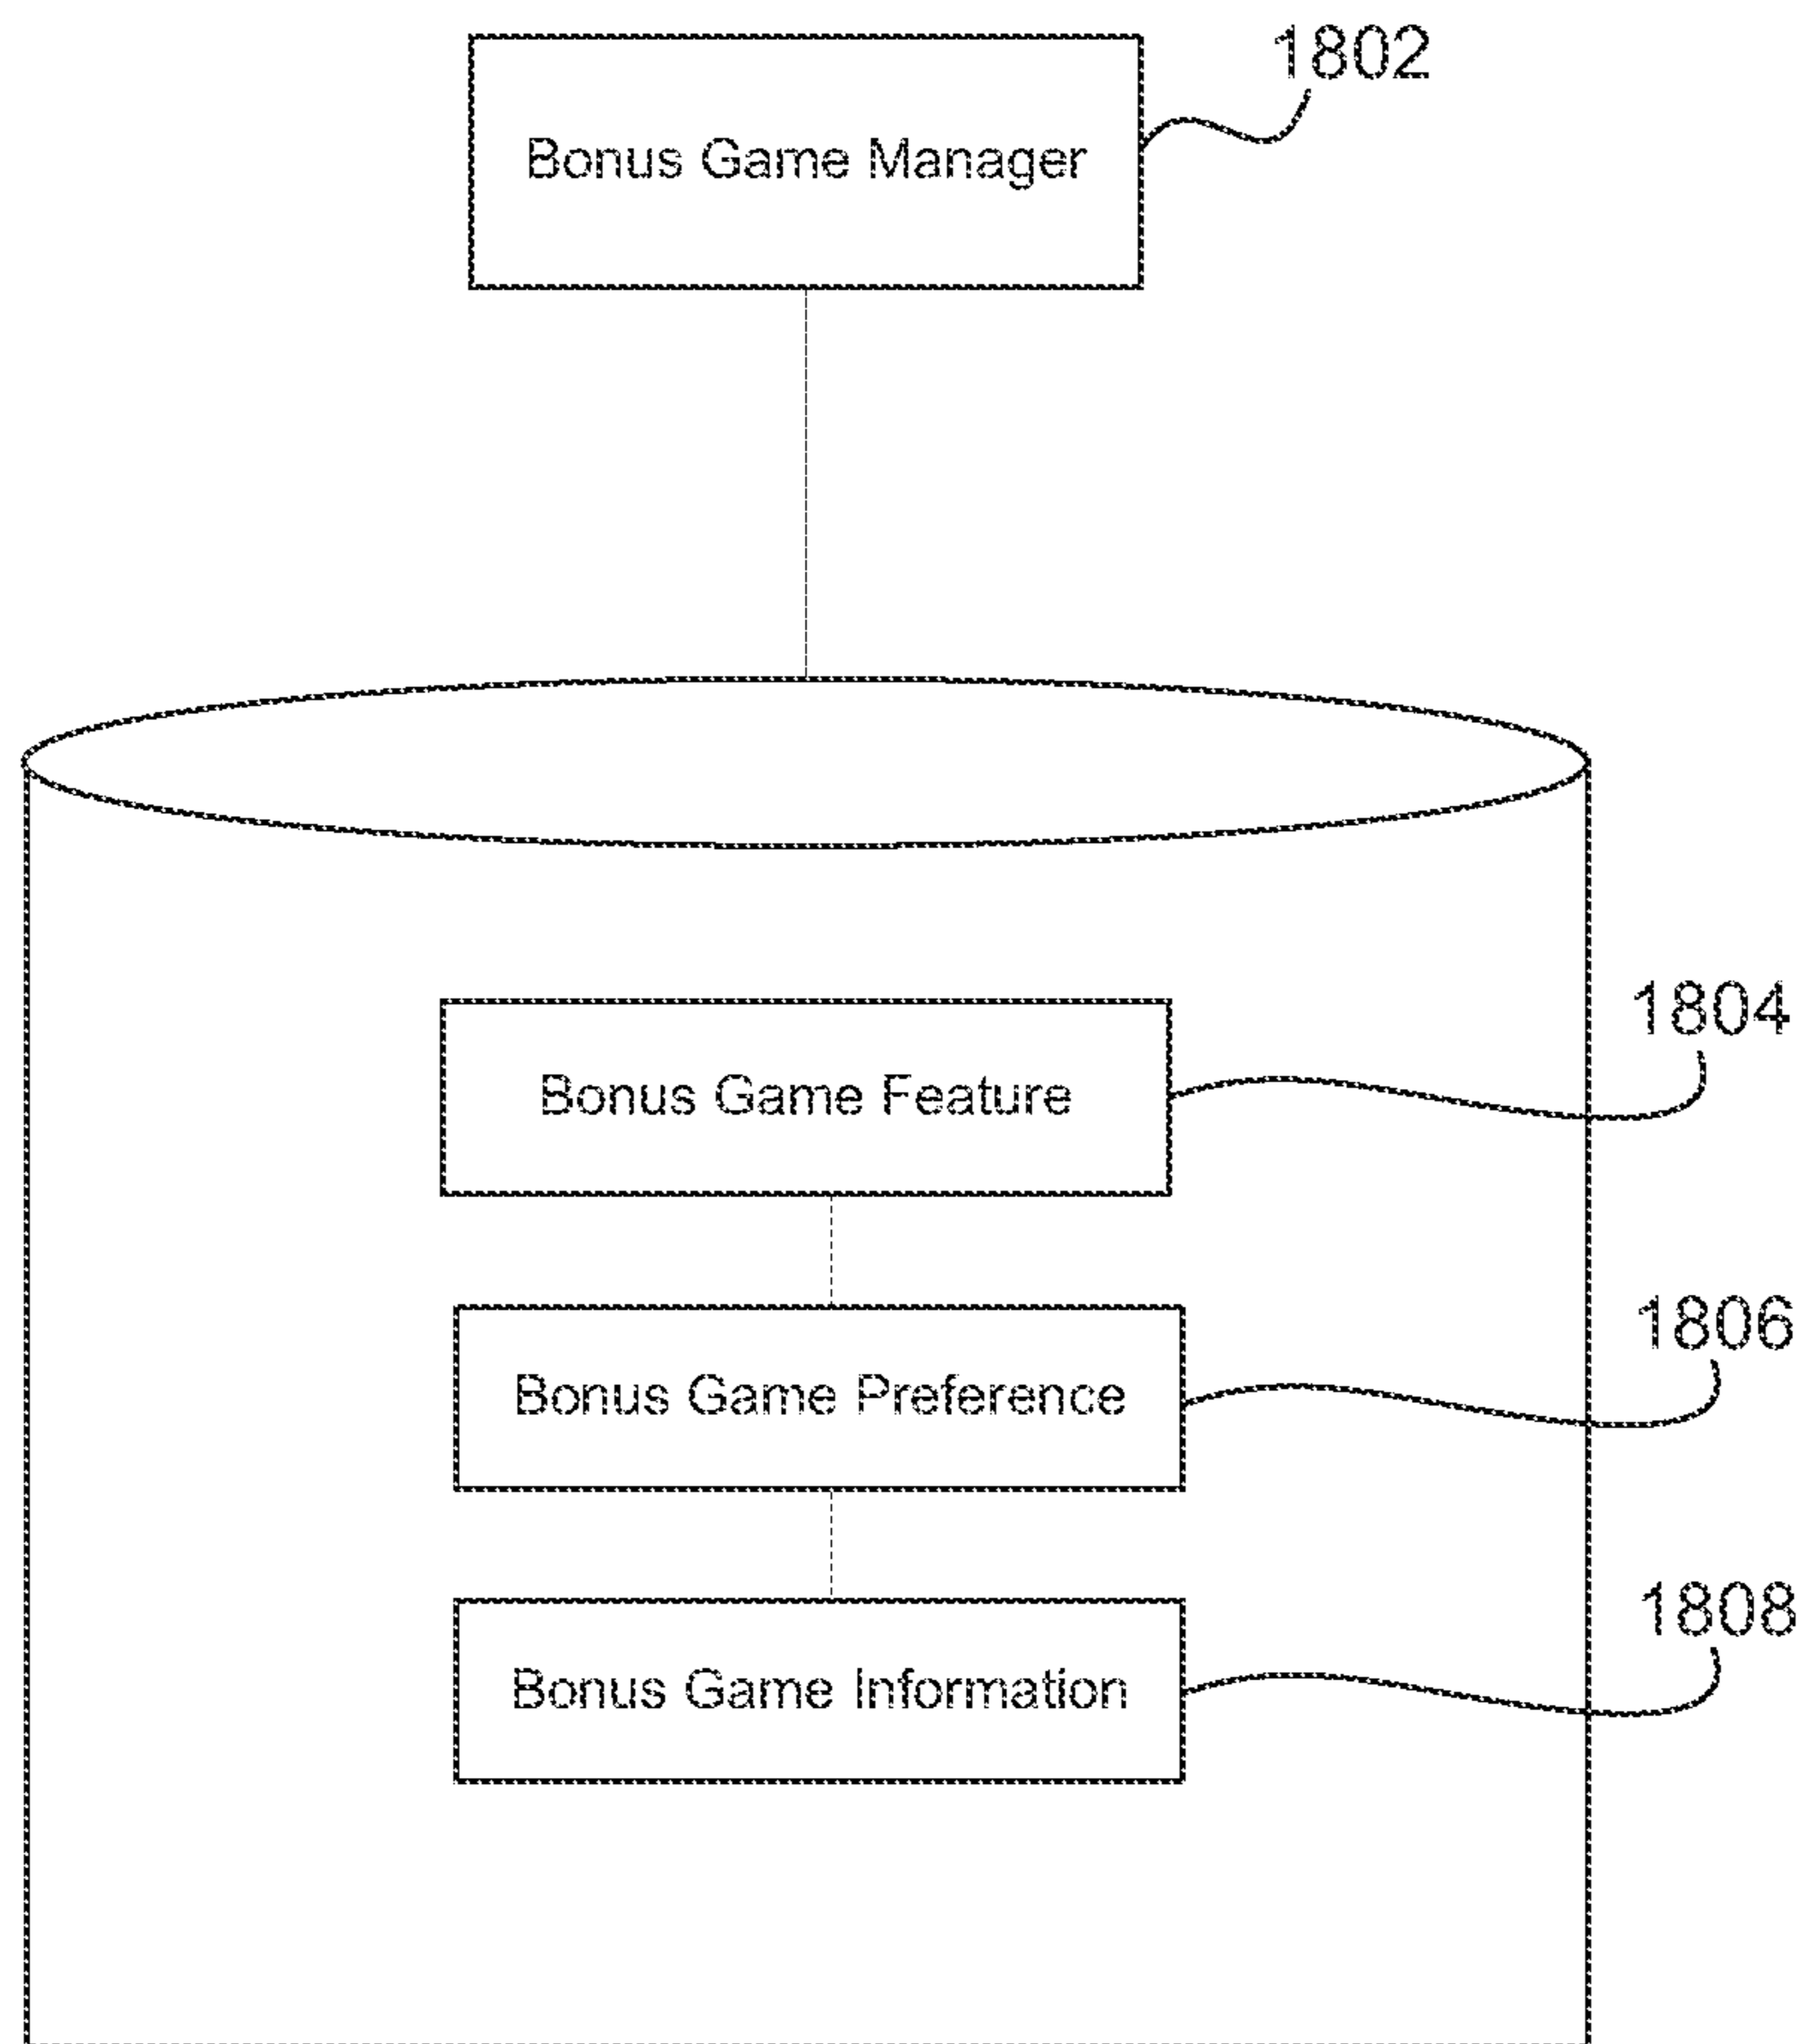 1802
Bonus Game Manager
1804
Bonus Game Feature
1806
Bonus Game Preference
1808
Bonus Game Information